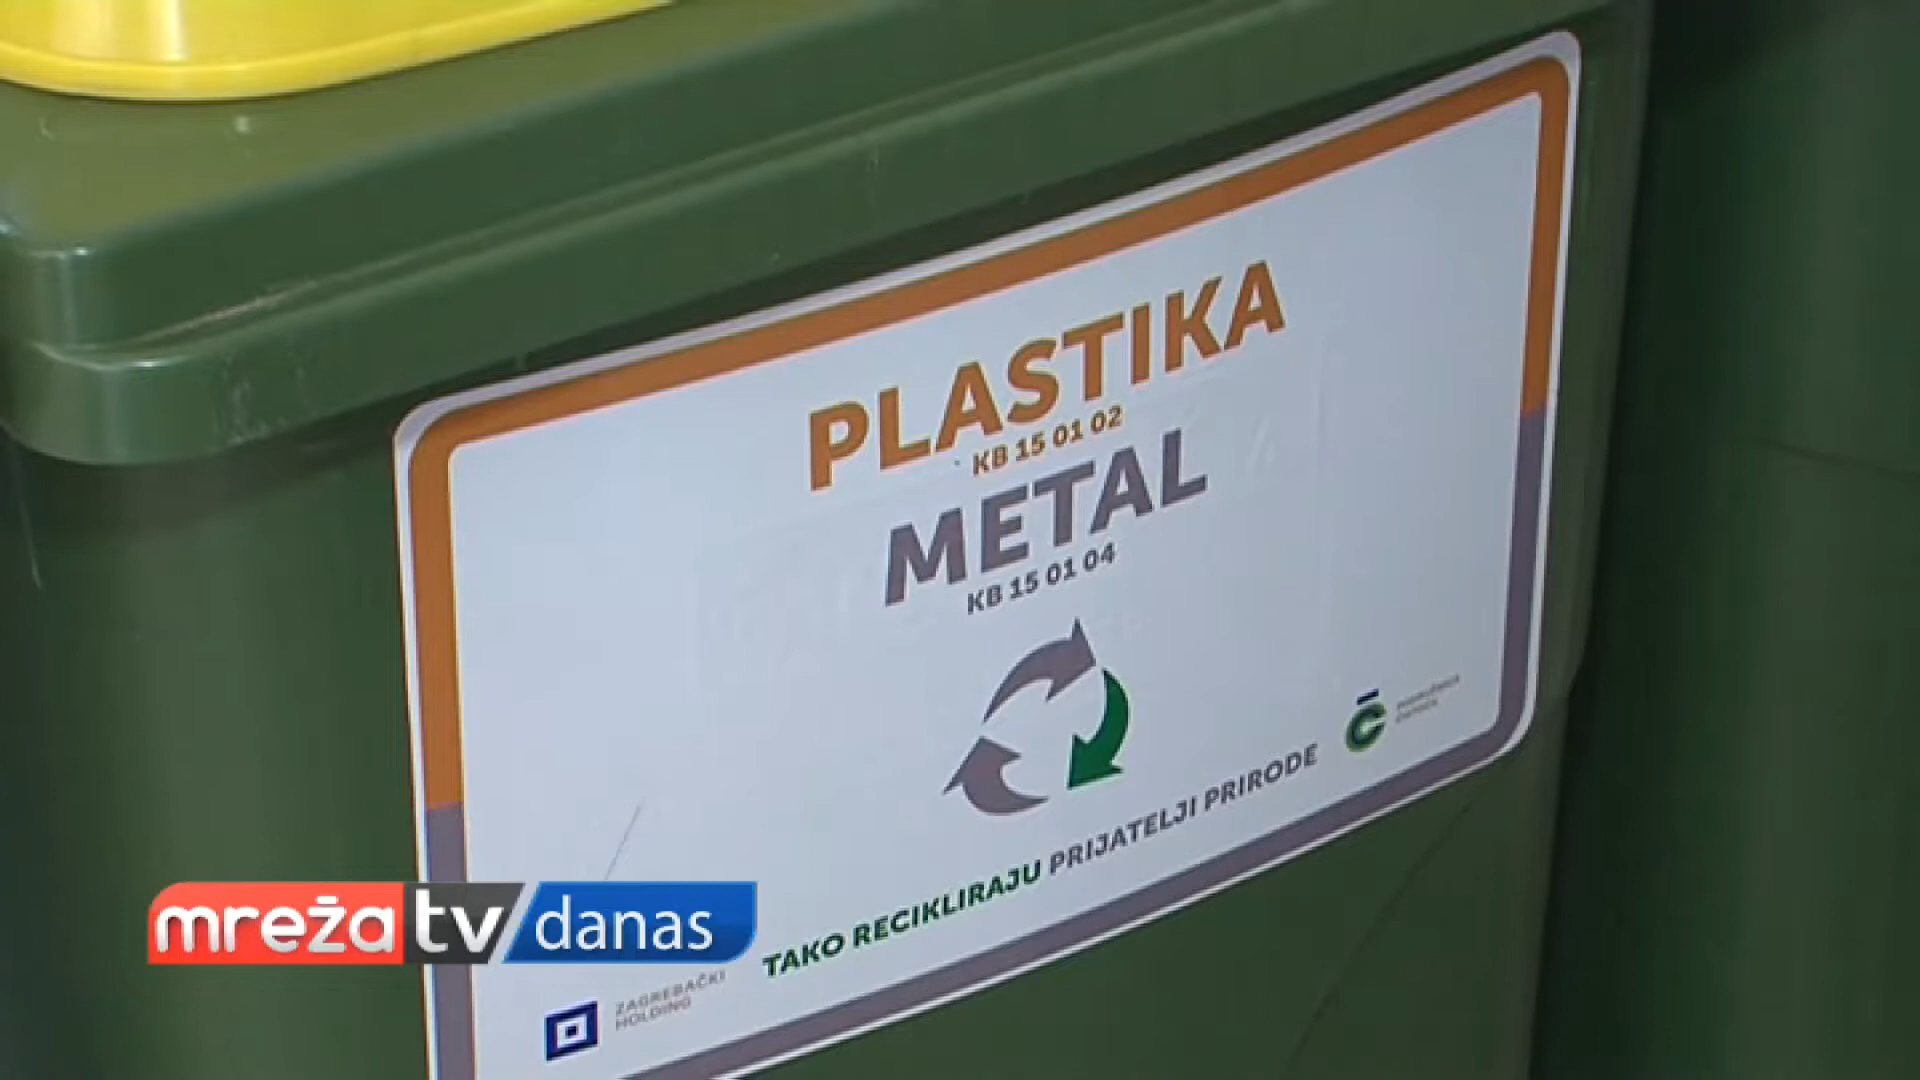 PLASTIKA
KB 15 01 02
METAL
KB 15 01 04
TAKO RECIKLIRAJU PRIJATELJI PRIRODE
ZAGREBAČKI
HOLDING
mreža tv danas